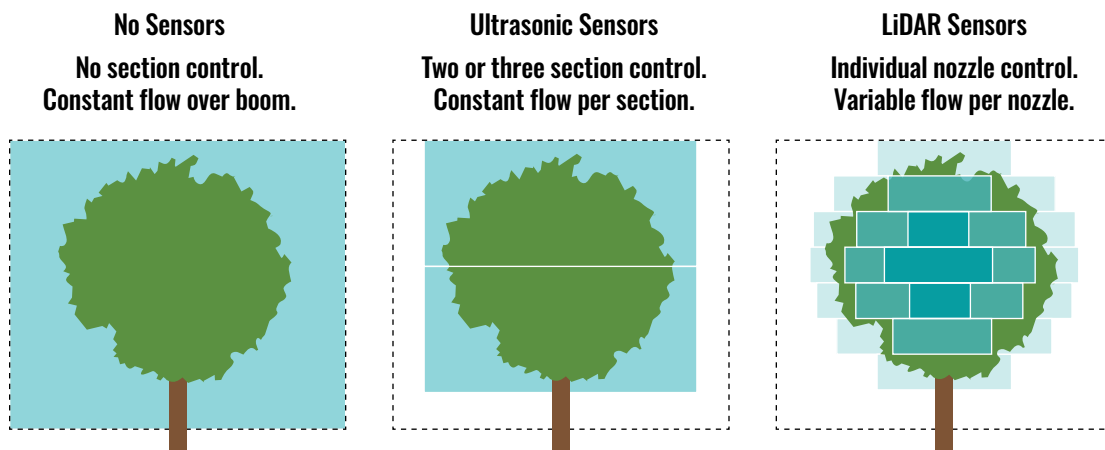 No Sensors
No section control.
Constant flow over boom.
Ultrasonic Sensors
Two or three section control.
Constant flow per section.
LiDAR Sensors
Individual nozzle control.
Variable flow per nozzle.